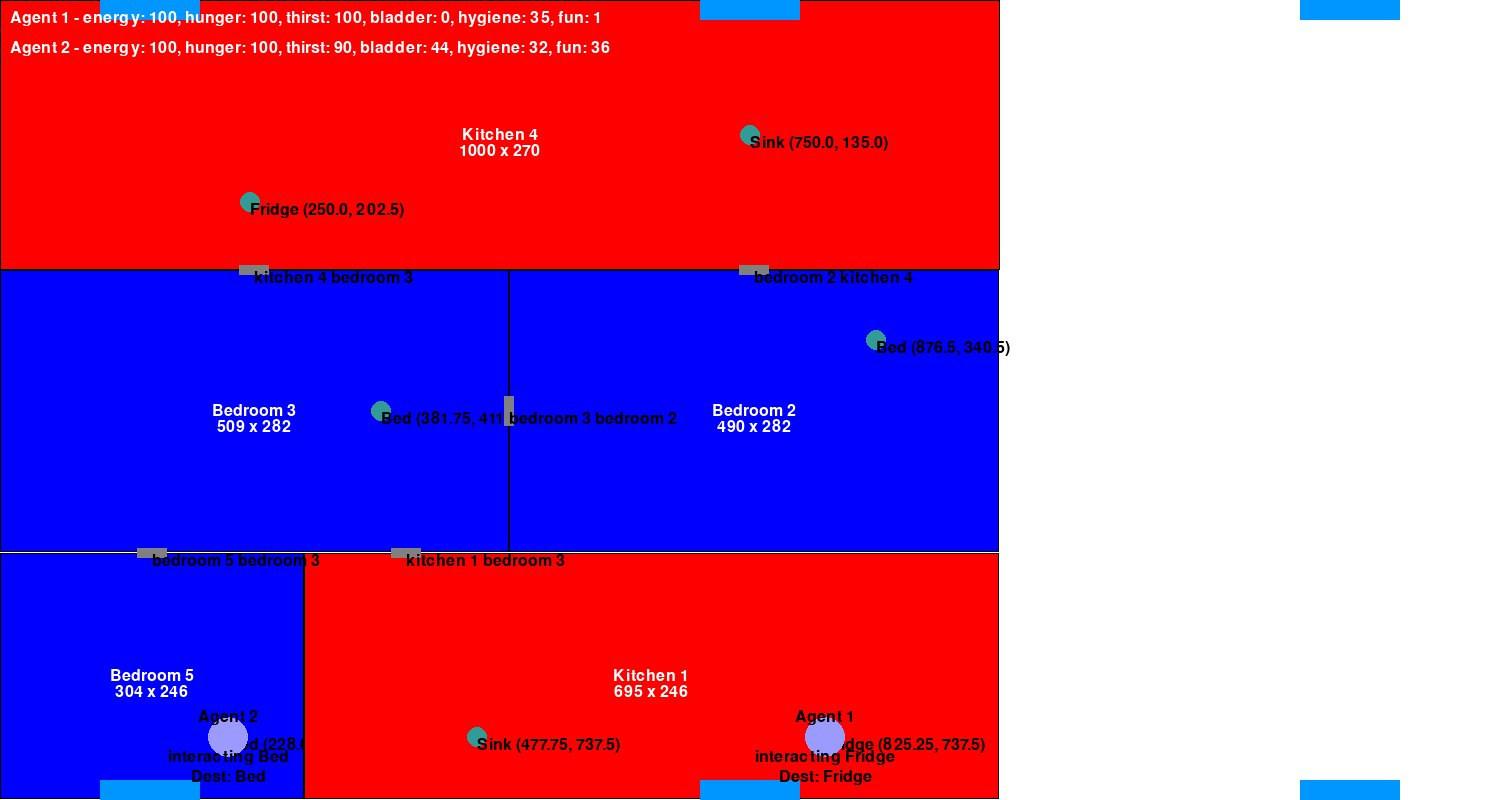 Agent 1 - energy: 100, hunger: 100, thirst: 100, bladder: 0, hygiene: 35, fun: 1
Agent 2 - energy: 100, hunger: 100, thirst: 90, bladder: 44, hygiene: 32, fun: 36
Kitchen 4
1000 x 270
Sink (750.0, 135.0)
Fridge (250.0, 202.5)
kitchen 4 bedroom 3
bedroom 2 kitchen 4
Bed (876.5, 340.5)
Bedroom 3
509 x 282
Bed (381.75, 411
bedroom 3 bedroom 2
Bedroom 2
490 x 282
bedroom 5 bedroom 3
kitchen 1 bedroom 3
Bedroom 5
304 x 246
Kitchen 1
695 x 246
Agent 2
interacting Bed
Dest: Bed
Sink (477.75, 737.5)
Agent 1
(825.25, 737.5)
interacting Fridge
Dest: Fridge